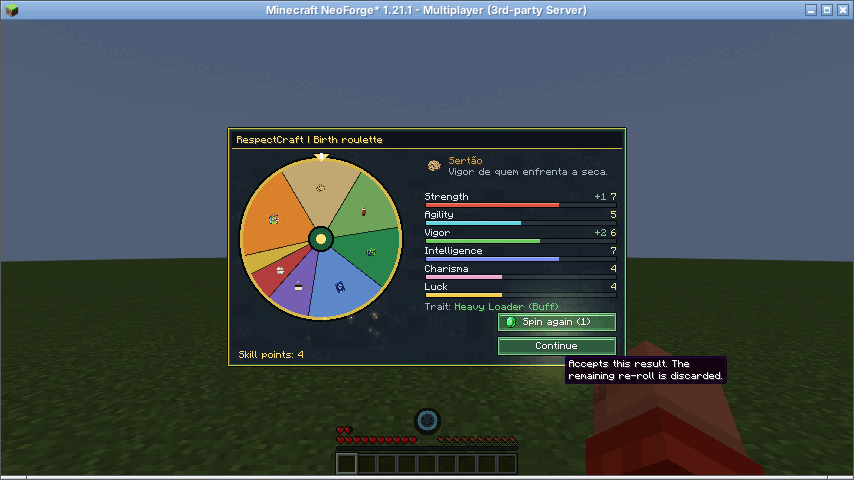 Minecraft NeoForge* 1.21.1 - Multiplayer (3rd-party Server)
RespectCraft | Birth roulette
Sertão
Vigor de quem enfrenta a seca.
Strength +1 7
Agility 5
Vigor +2 6
Intelligence 7
Charisma 4
Luck 4
Trait: Heavy Loader (Buff)
Spin again (1)
Continue
Skill points: 4
Accepts this result. The
remaining re-roll is discarded.